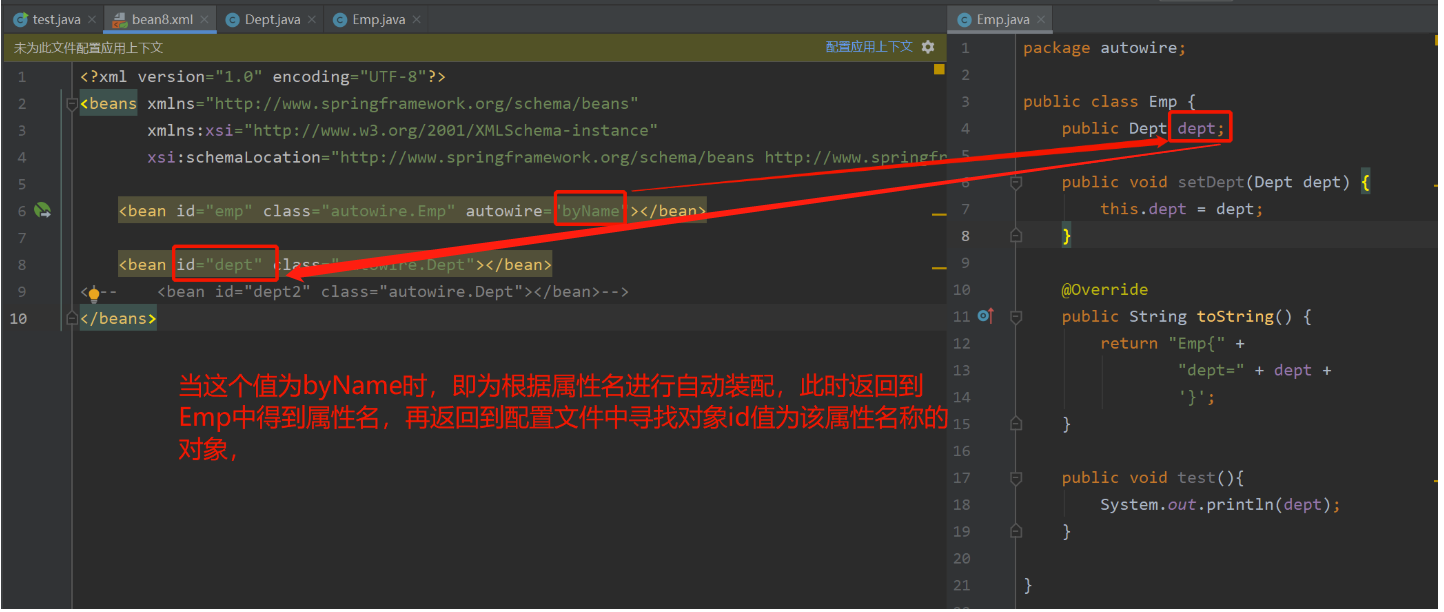 test.java
bean8.xml
Dept.java
Emp.java
未为此文件配置应用上下文
配置应用上下文
1 <?xml version="1.0" encoding="UTF-8"?>
2 <beans xmlns="http://www.springframework.org/schema/beans"
3 xmlns:xsi="http://www.w3.org/2001/XMLSchema-instance"
4 xsi:schemaLocation="http://www.springframework.org/schema/beans http://www.springfr
5
6 <bean id="emp" class="autowire.Emp" autowire="byName"></bean>
7
8 <bean id="dept" class="autowire.Dept"></bean>
9 <!-- <bean id="dept2" class="autowire.Dept"></bean>-->
10 </beans>
当这个值为byName时，即为根据属性名进行自动装配，此时返回到
Emp中得到属性名，再返回到配置文件中寻找对象id值为该属性名称的
对象，
Emp.java
1 package autowire;
2
3 public class Emp {
4 public Dept dept;
5
6 public void setDept(Dept dept) {
7 this.dept = dept;
8 }
9
10 @Override
11 public String toString() {
12 return "Emp{" +
13 "dept=" + dept +
14 '}';
15 }
16
17 public void test(){
18 System.out.println(dept);
19 }
20
21 }